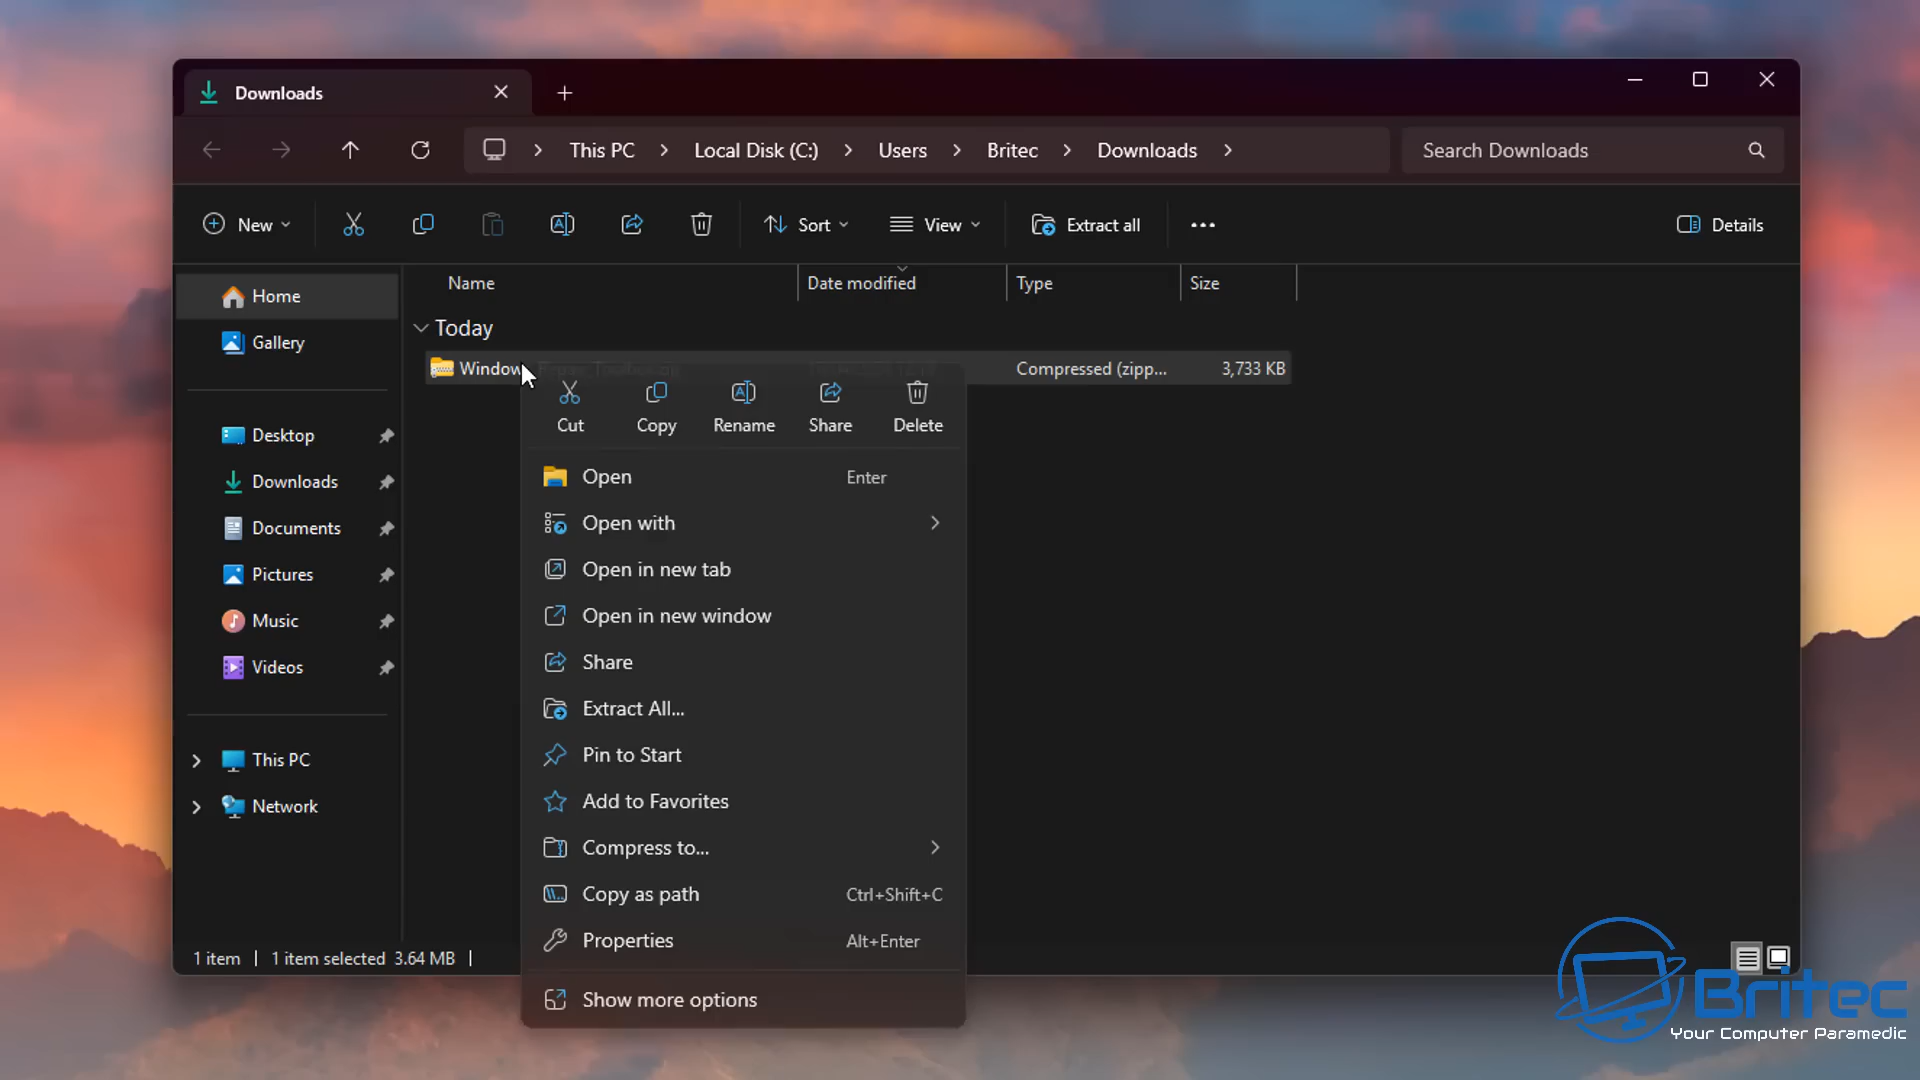 Downloads
This PC
Local Disk (C:)
Users
Britec
Downloads
Search Downloads
New
Sort
View
Extract all
Details
Name
Date modified
Type
Size
Home
Gallery
Today
Window
Compressed (zipp...
3,733 KB
Cut
Copy
Rename
Share
Delete
Desktop
Downloads
Documents
Pictures
Music
Videos
This PC
Network
Open
Enter
Open with
Open in new tab
Open in new window
Share
Extract All...
Pin to Start
Add to Favorites
Compress to...
Copy as path
Ctrl+Shift+C
Properties
Alt+Enter
Show more options
1 item
1 item selected 3.64 MB
Britec
Your Computer Paramedic